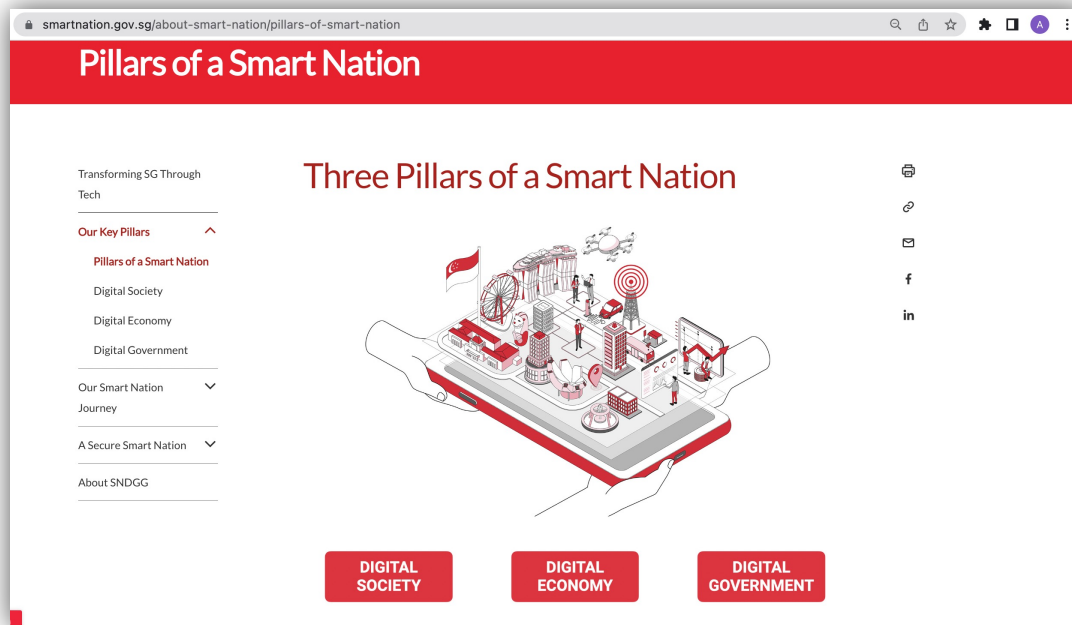 smartnation.gov.sg/about-smart-nation/pillars-of-smart-nation
A
Pillars of a Smart Nation
Transforming SG Through
Tech
Our Key Pillars
Pillars of a Smart Nation
Digital Society
Digital Economy
Digital Government
Our Smart Nation
Journey
A Secure Smart Nation
About SNDGG
Three Pillars of a Smart Nation
f
in
DIGITAL
SOCIETY
DIGITAL
ECONOMY
DIGITAL
GOVERNMENT